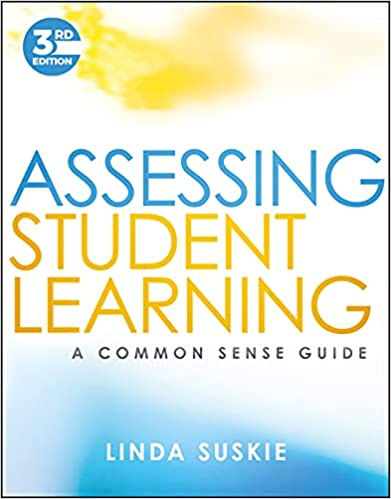 3RD
EDITION
ASSESSING
STUDENT
LEARNING
A COMMON SENSE GUIDE
LINDA SUSKIE